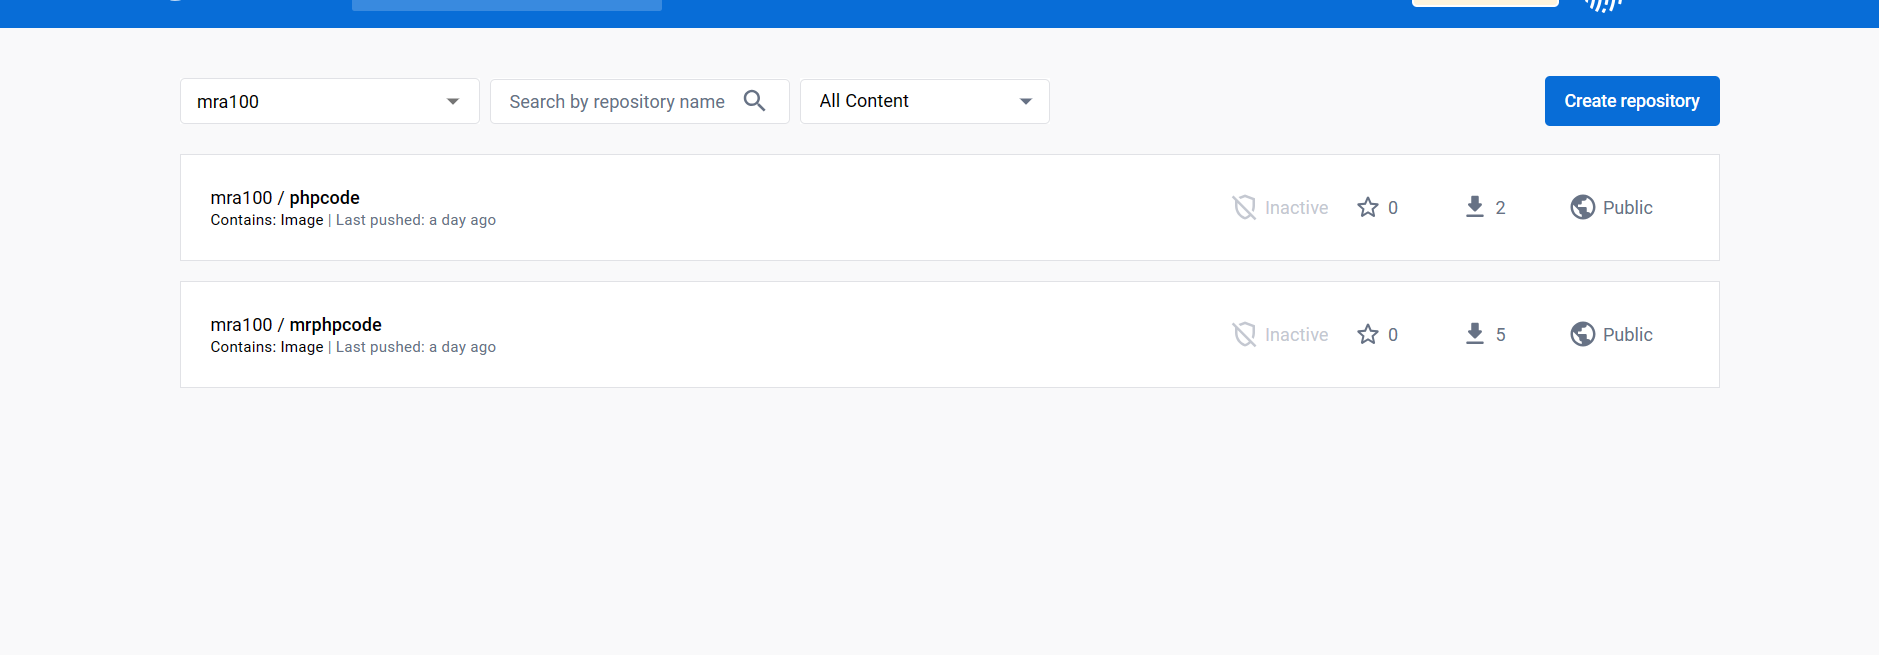 mra100
Search by repository name
All Content
Create repository
mra100 / phpcode
Contains: Image | Last pushed: a day ago
Inactive
0
2
Public
mra100 / mrphpcode
Contains: Image | Last pushed: a day ago
Inactive
0
5
Public